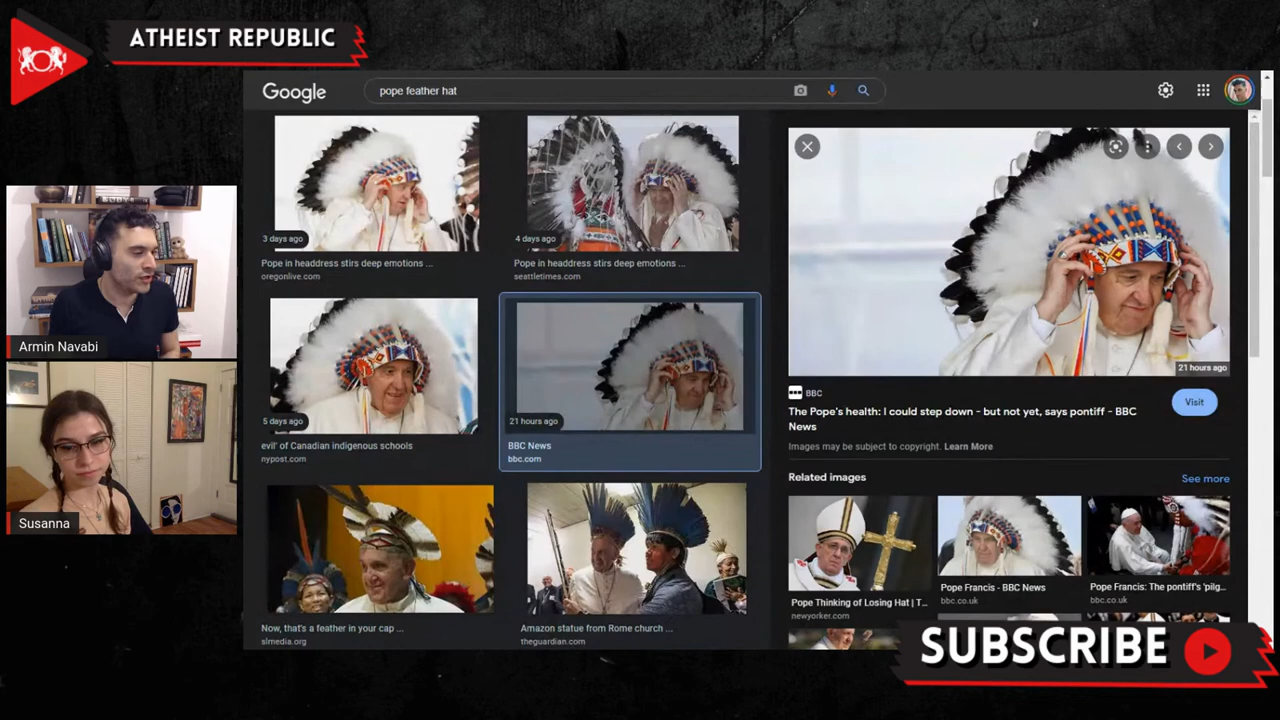 ATHEIST REPUBLIC
Google
pope feather hat
3 days ago
Pope in headdress stirs deep emotions ...
oregonlive.com
4 days ago
Pope in headdress stirs deep emotions ...
seattletimes.com
5 days ago
evil' of Canadian indigenous schools
nypost.com
21 hours ago
BBC News
bbc.com
Now, that's a feather in your cap ...
slmedia.org
Amazon statue from Rome church ...
theguardian.com
21 hours ago
BBC
The Pope's health: I could step down - but not yet, says pontiff - BBC
News
Visit
Images may be subject to copyright. Learn More
Related images
See more
Pope Thinking of Losing Hat | T...
newyorker.com
Pope Francis - BBC News
bbc.co.uk
Pope Francis: The pontiff's 'pilg...
bbc.co.uk
Armin Navabi
Susanna
SUBSCRIBE